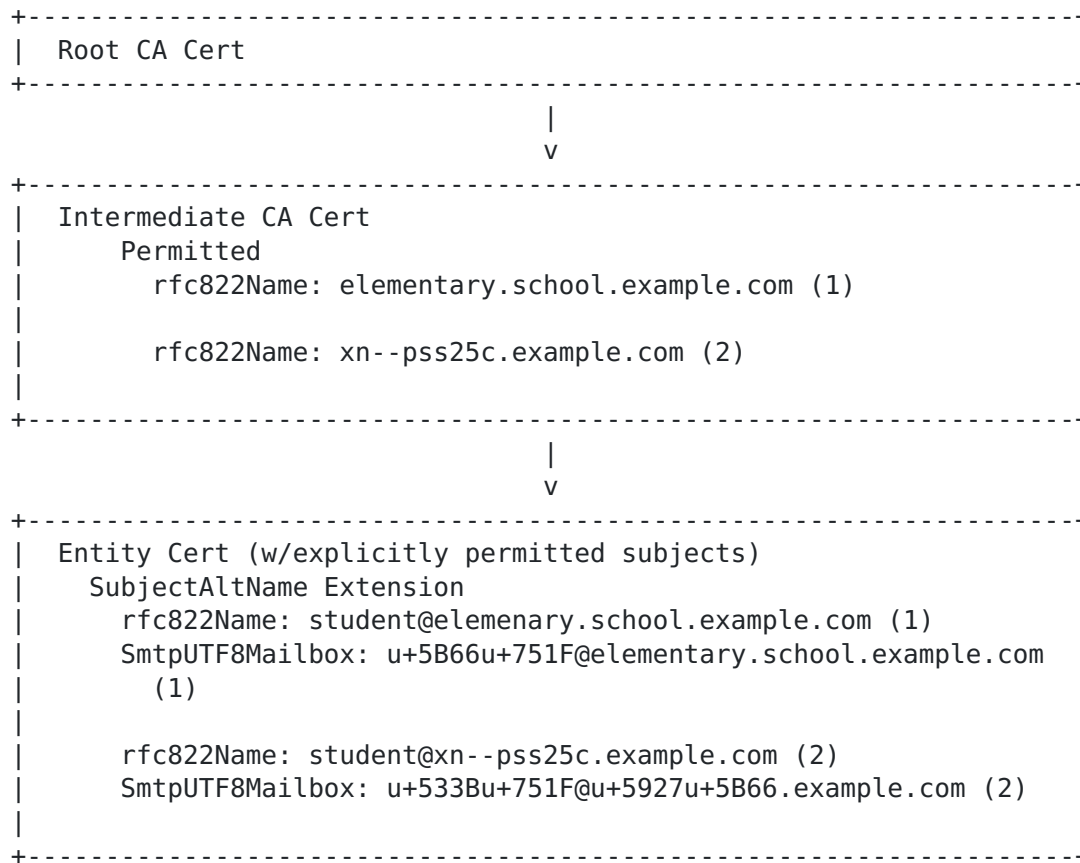 +-------------------------------------------------------------------+
| Root CA Cert
+-------------------------------------------------------------------+
|
v
+-------------------------------------------------------------------+
| Intermediate CA Cert
| Permitted
| rfc822Name: elementary.school.example.com (1)
|
| rfc822Name: xn--pss25c.example.com (2)
|
+-------------------------------------------------------------------+
|
v
+-------------------------------------------------------------------+
| Entity Cert (w/explicitly permitted subjects)
| SubjectAltName Extension
| rfc822Name: student@elemenary.school.example.com (1)
| SmtpUTF8Mailbox: u+5B66u+751F@elementary.school.example.com
| (1)
|
| rfc822Name: student@xn--pss25c.example.com (2)
| SmtpUTF8Mailbox: u+533Bu+751F@u+5927u+5B66.example.com (2)
|
+-------------------------------------------------------------------+